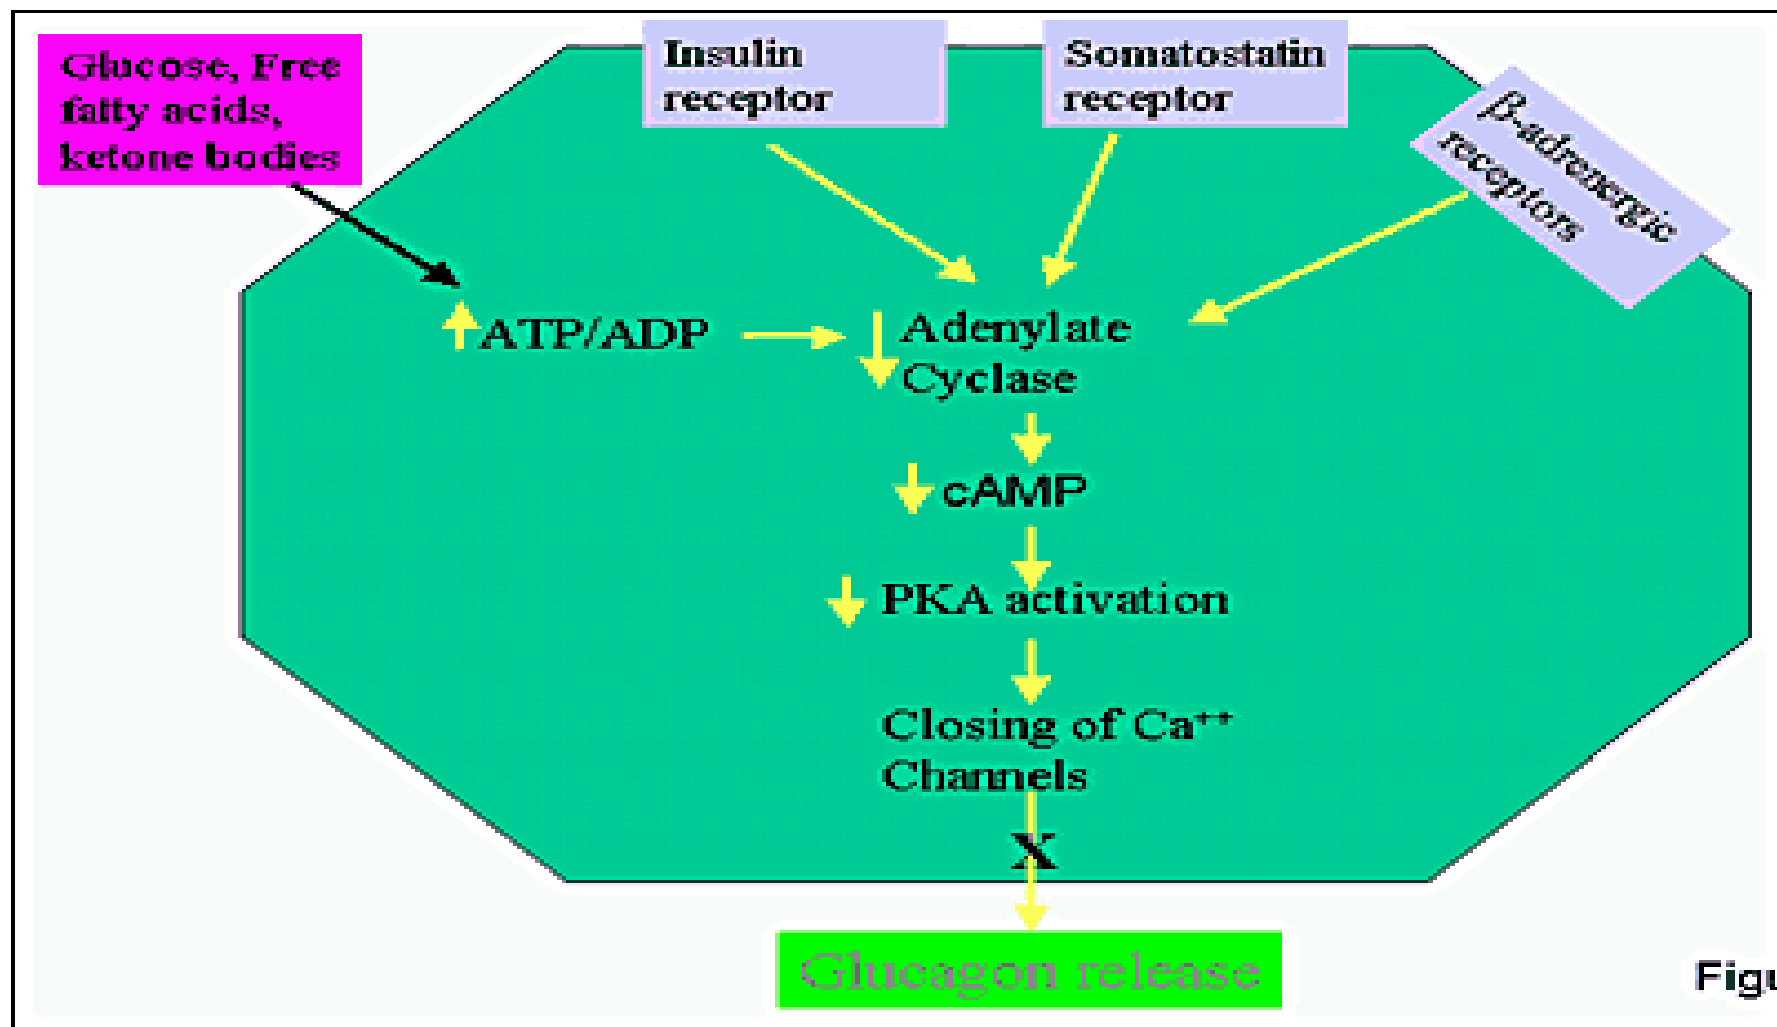 Glucose, Free
fatty acids,
ketone bodies
Insulin
receptor
Somatostatin
receptor
β-adrenergic
receptors
ATP/ADP
Adenylate
Cyclase
cAMP
PKA activation
Closing of Ca⁺⁺
Channels
X
Glucagon release
Figu